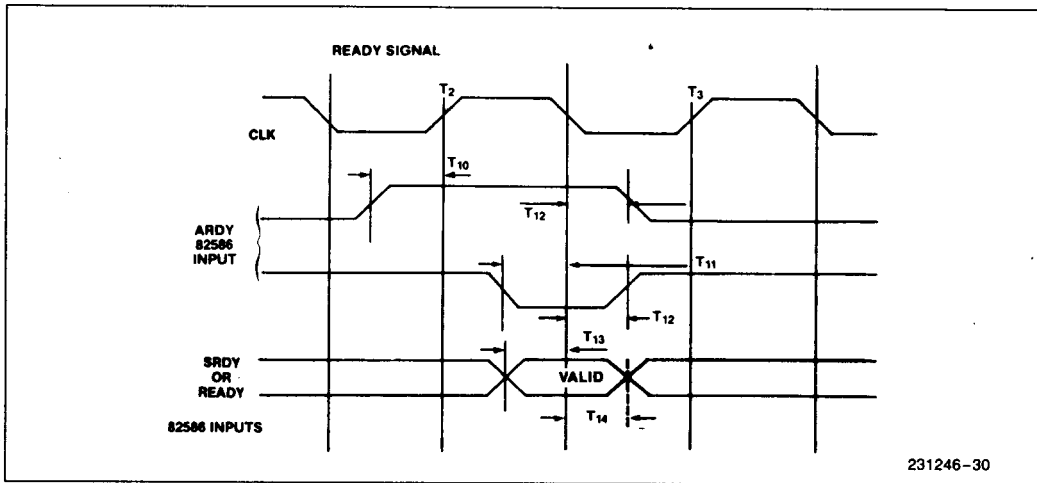 READY SIGNAL
T2
T3
CLK
T10
T12
ARDY
82586
INPUT
T11
T12
T13
SRDY
OR
READY
VALID
T14
82586 INPUTS
231246-30